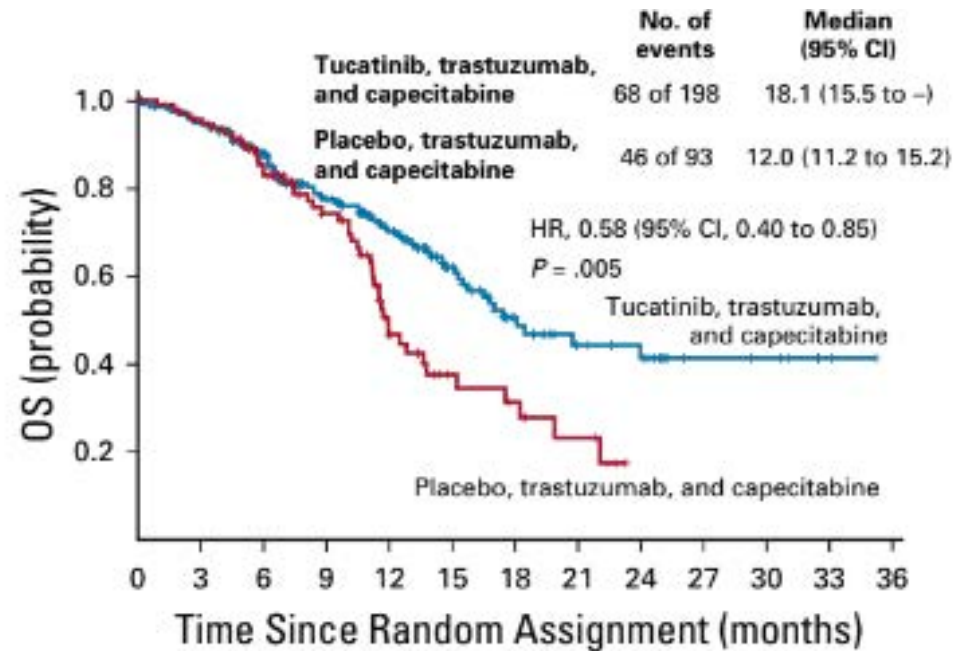 No. of events
Median (95% CI)
Tucatinib, trastuzumab, and capecitabine
68 of 198
18.1 (15.5 to –)
Placebo, trastuzumab, and capecitabine
46 of 93
12.0 (11.2 to 15.2)
HR, 0.58 (95% CI, 0.40 to 0.85)
P = .005
Tucatinib, trastuzumab,
and capecitabine
Placebo, trastuzumab, and capecitabine
OS (probability)
1.0
0.8
0.6
0.4
0.2
0 3 6 9 12 15 18 21 24 27 30 33 36
Time Since Random Assignment (months)